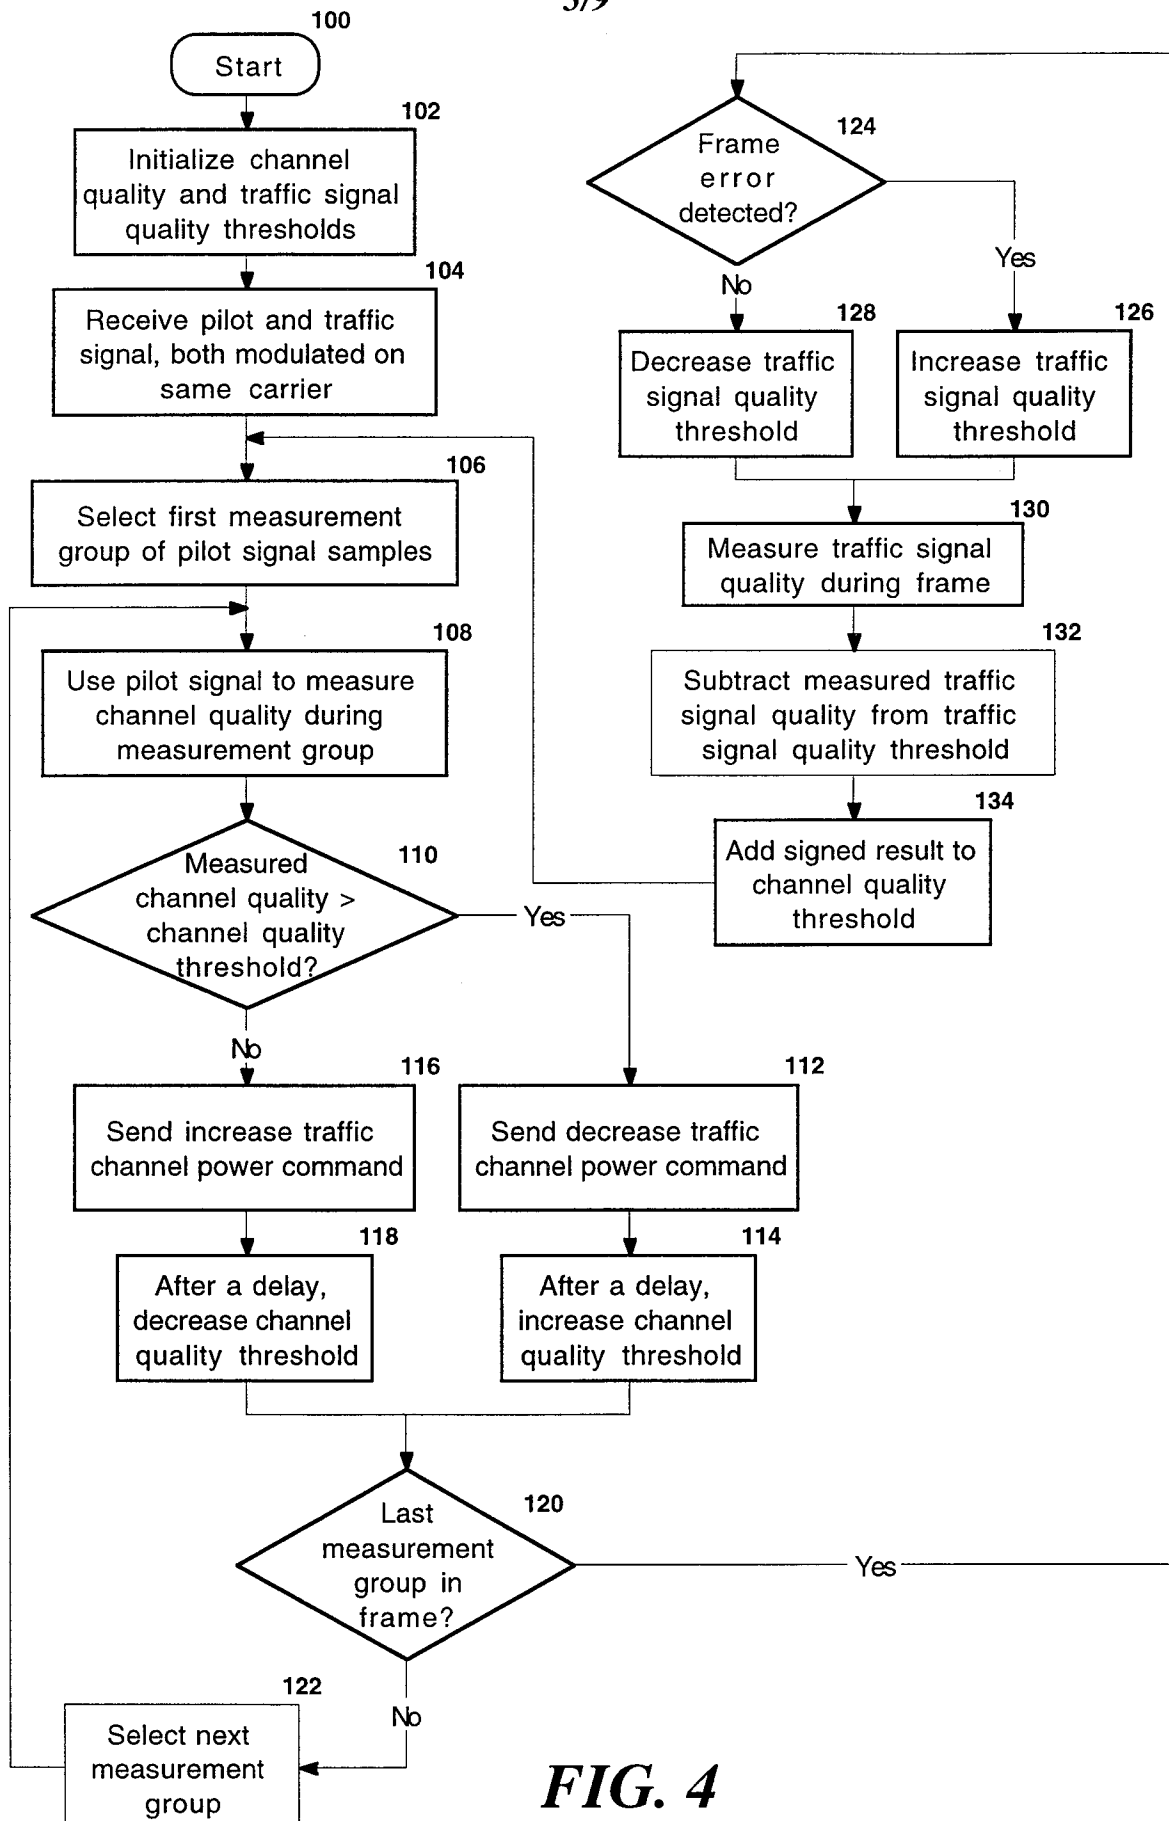 3/9
100
Start
102
Initialize channel
quality and traffic signal
quality thresholds
104
Receive pilot and traffic
signal, both modulated on
same carrier
106
Select first measurement
group of pilot signal samples
108
Use pilot signal to measure
channel quality during
measurement group
110
Measured
channel quality >
channel quality
threshold?
Yes
No
116
Send increase traffic
channel power command
112
Send decrease traffic
channel power command
118
After a delay,
decrease channel
quality threshold
114
After a delay,
increase channel
quality threshold
120
Last
measurement
group in
frame?
Yes
No
122
Select next
measurement
group
124
Frame
error
detected?
Yes
No
128
Decrease traffic
signal quality
threshold
126
Increase traffic
signal quality
threshold
130
Measure traffic signal
quality during frame
132
Subtract measured traffic
signal quality from traffic
signal quality threshold
134
Add signed result to
channel quality
threshold
FIG. 4